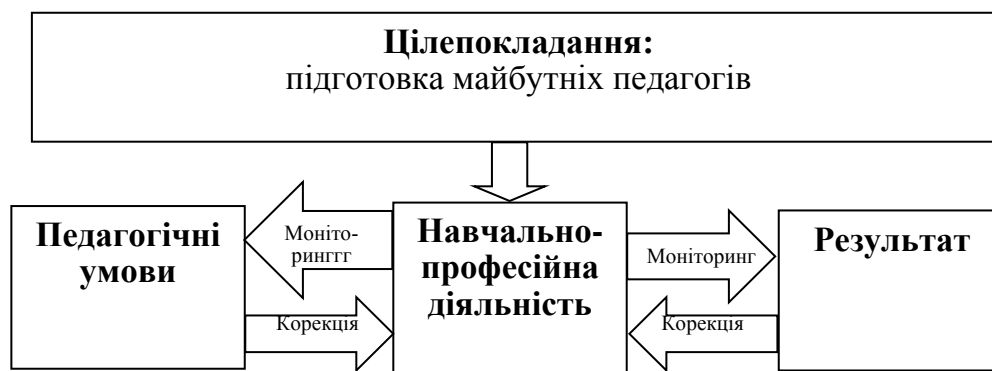 Цілепокладання:
підготовка майбутніх педагогів
Педагогічні
умови
Моніто-
ринггг
Корекція
Навчально-
професійна
діяльність
Моніторинг
Корекція
Результат